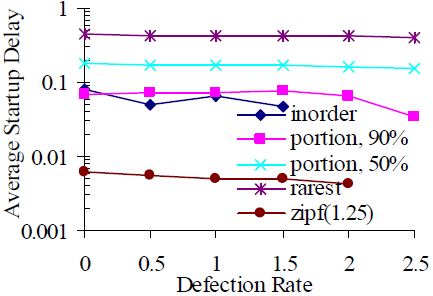 1
0.1
0.01
0.001
Average Startup Delay
inorder
portion, 90%
portion, 50%
rarest
zipf(1.25)
0 0.5 1 1.5 2 2.5
Defection Rate